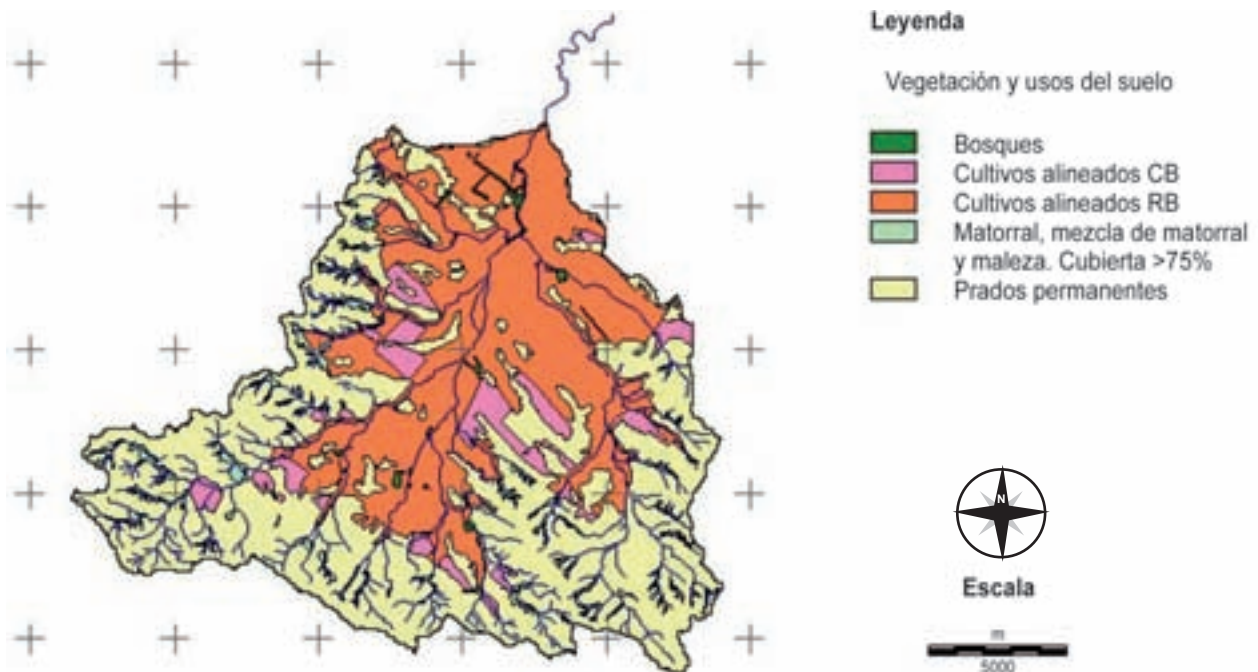 Leyenda
Vegetación y usos del suelo
Bosques
Cultivos alineados CB
Cultivos alineados RB
Matorral, mezcla de matorral
y maleza. Cubierta >75%
Prados permanentes
N
Escala
m
5000